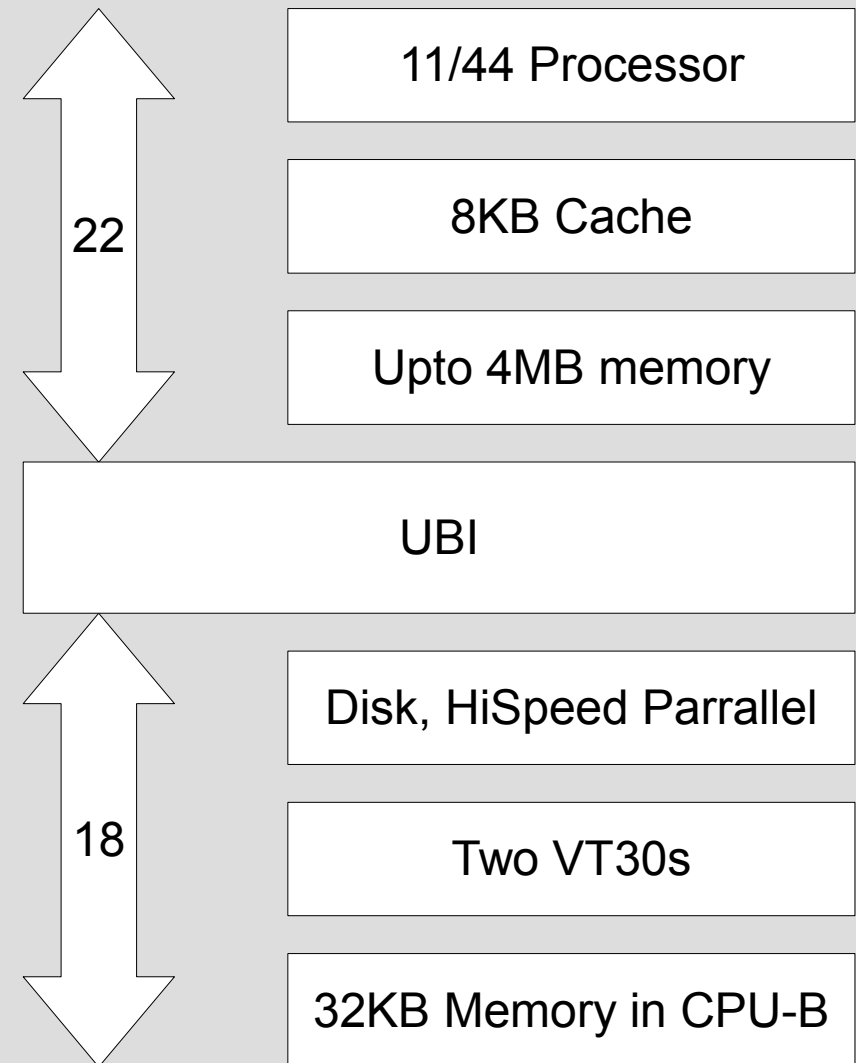 11/44 Processor
22
8KB Cache
Upto 4MB memory
UBI
Disk, HiSpeed Parrallel
18
Two VT30s
32KB Memory in CPU-B